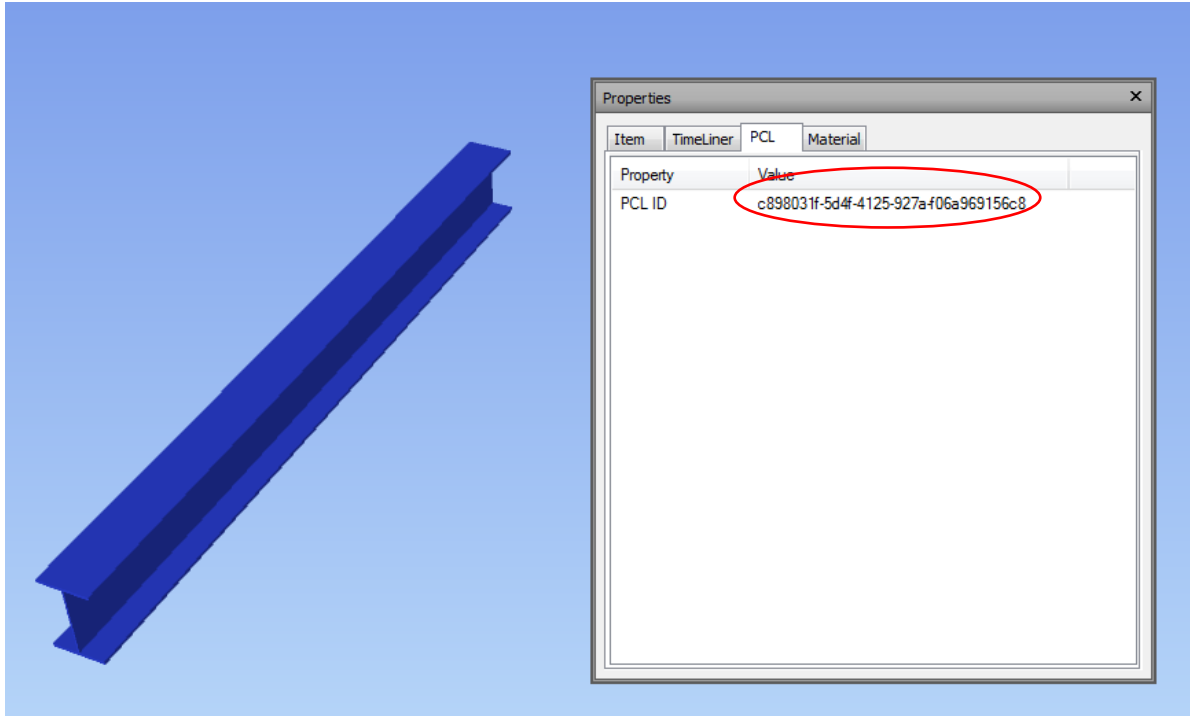 Properties
Item TimeLiner PCL Material
Property Value
PCL ID c898031f-5d4f-4125-927a-f06a969156c8